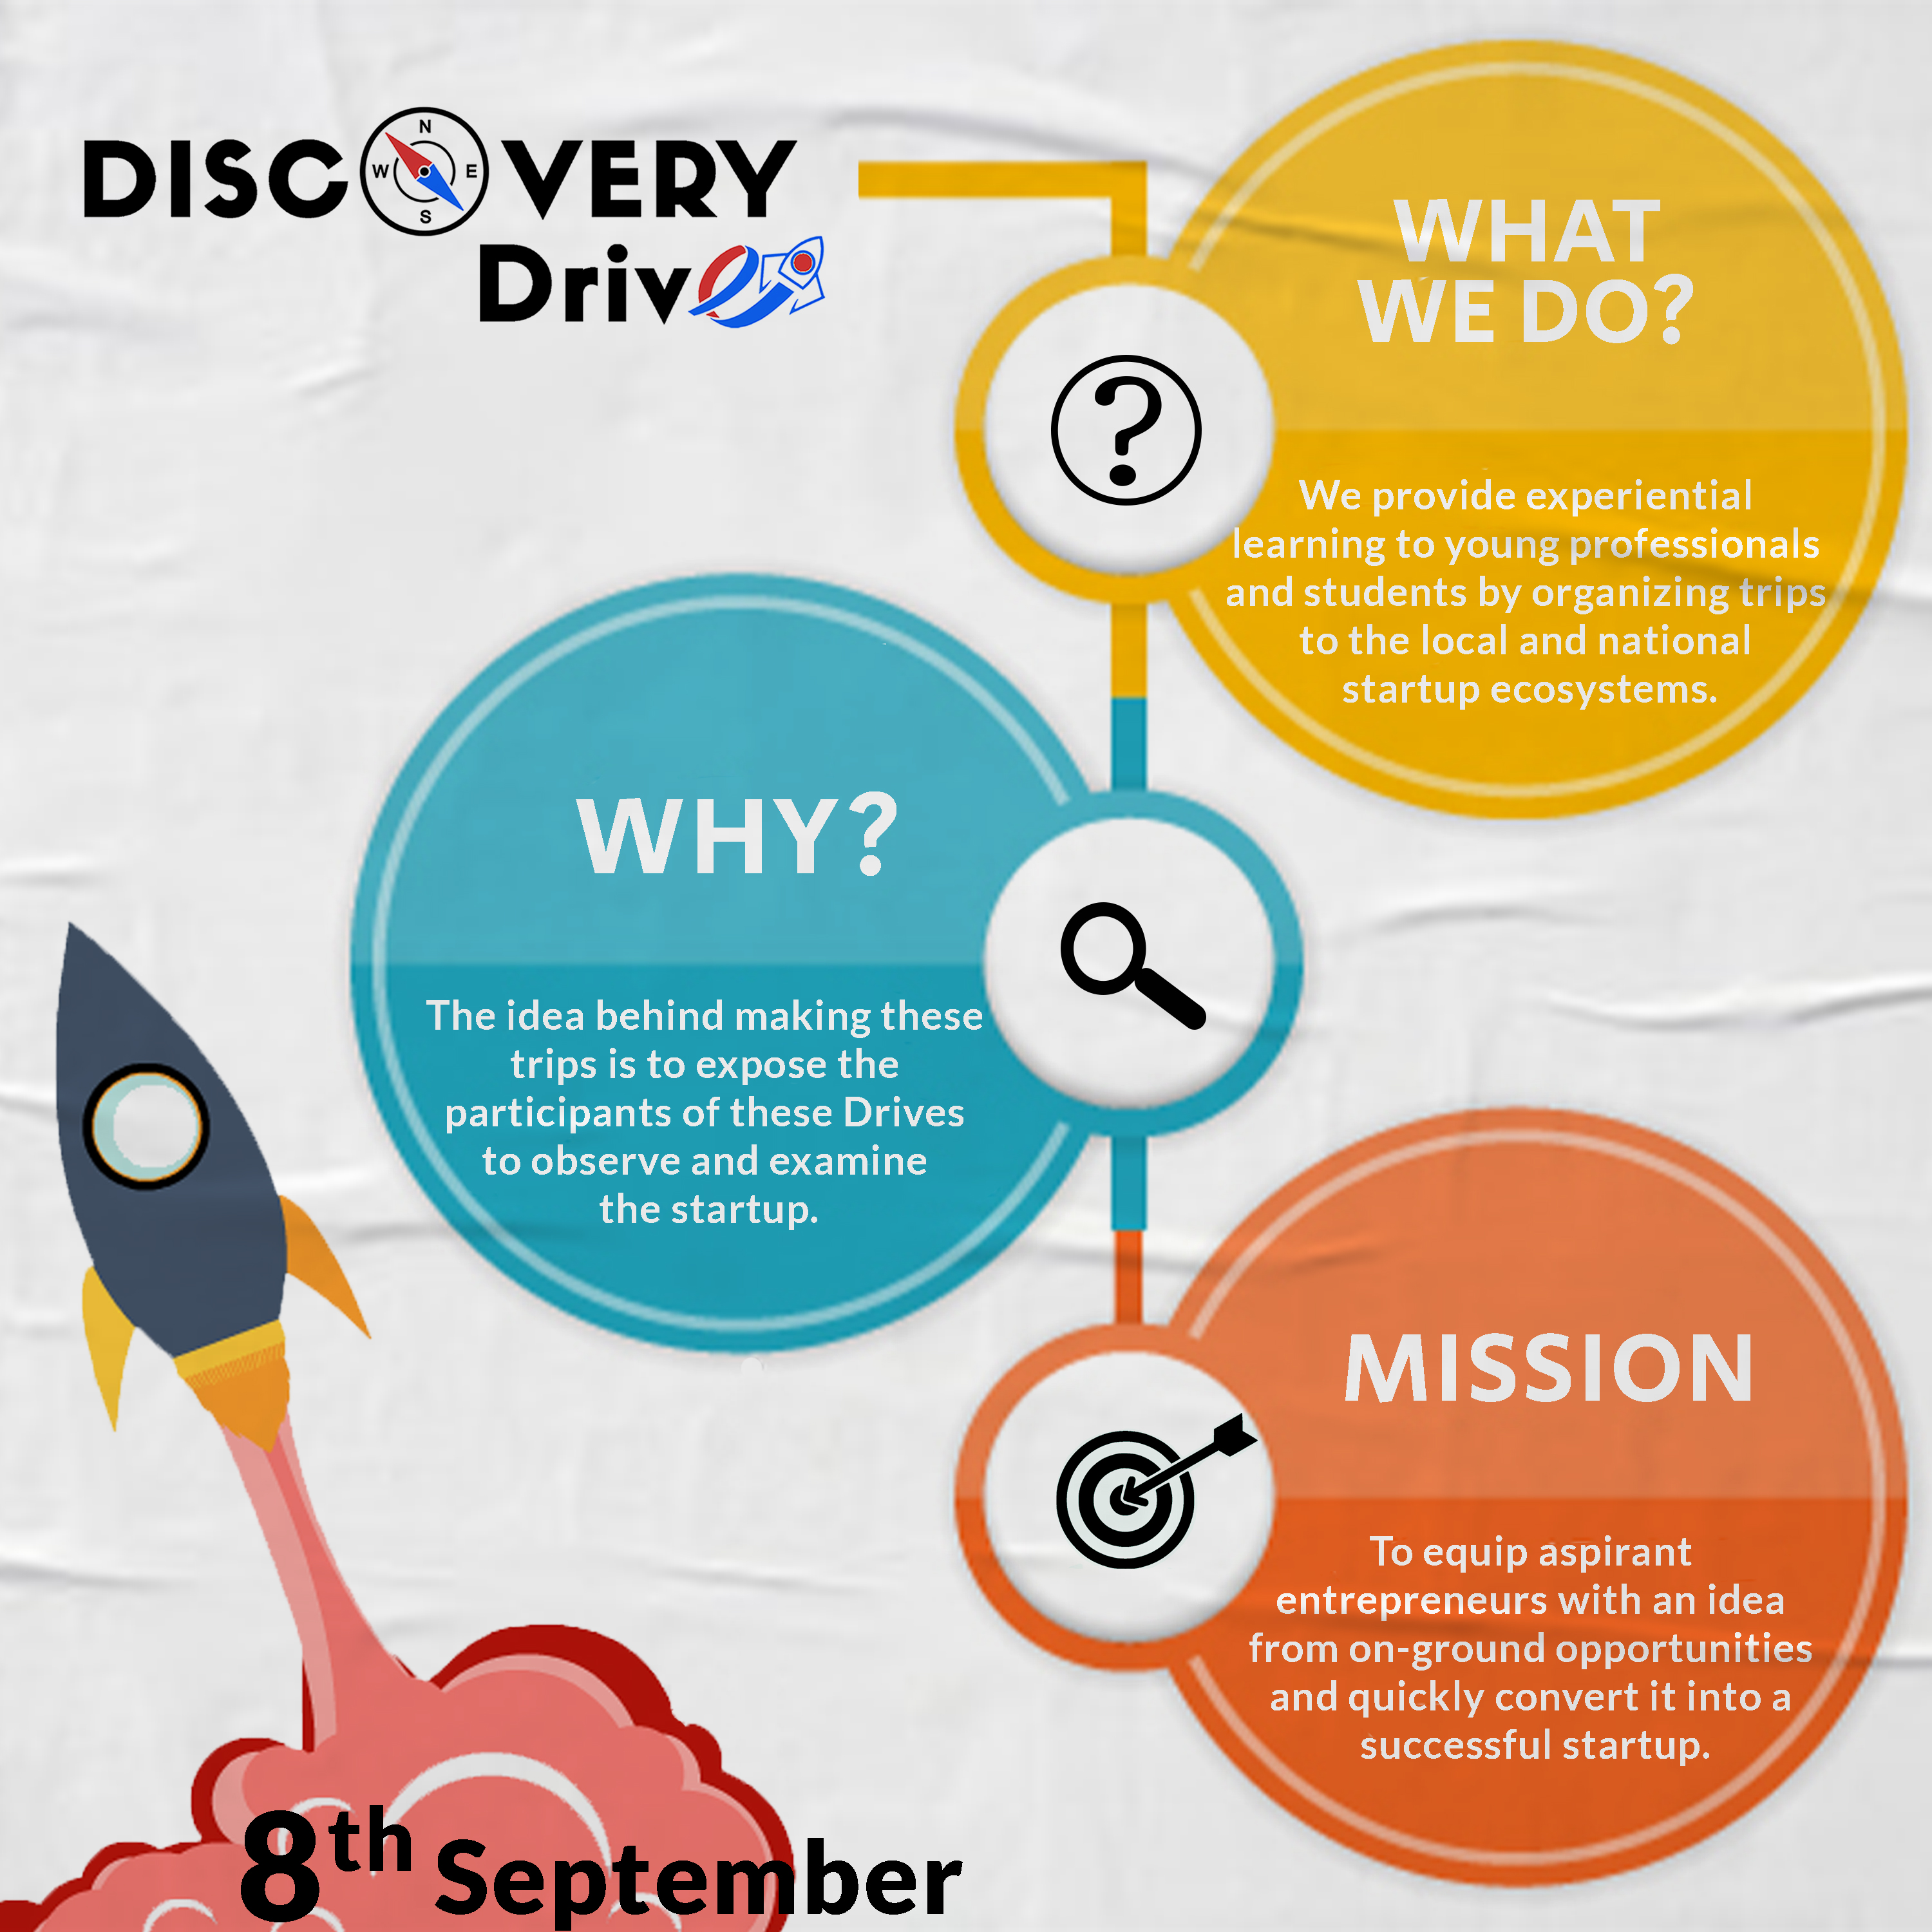 DISCOVERY
Drive
N
W E
S
WHAT
WE DO?
?
We provide experiential
learning to young professionals
and students by organizing trips
to the local and national
startup ecosystems.
WHY?
The idea behind making these
trips is to expose the
participants of these Drives
to observe and examine
the startup.
MISSION
To equip aspirant
entrepreneurs with an idea
from on-ground opportunities
and quickly convert it into a
successful startup.
8th September